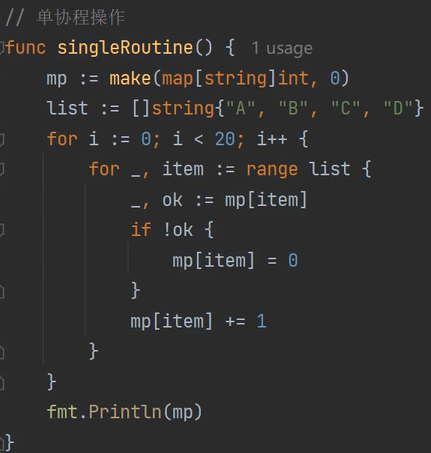 // 单协程操作
func singleRoutine() { 1 usage
    mp := make(map[string]int, 0)
    list := []string{"A", "B", "C", "D"}
    for i := 0; i < 20; i++ {
        for _, item := range list {
            _, ok := mp[item]
            if !ok {
                mp[item] = 0
            }
            mp[item] += 1
        }
    }
    fmt.Println(mp)
}